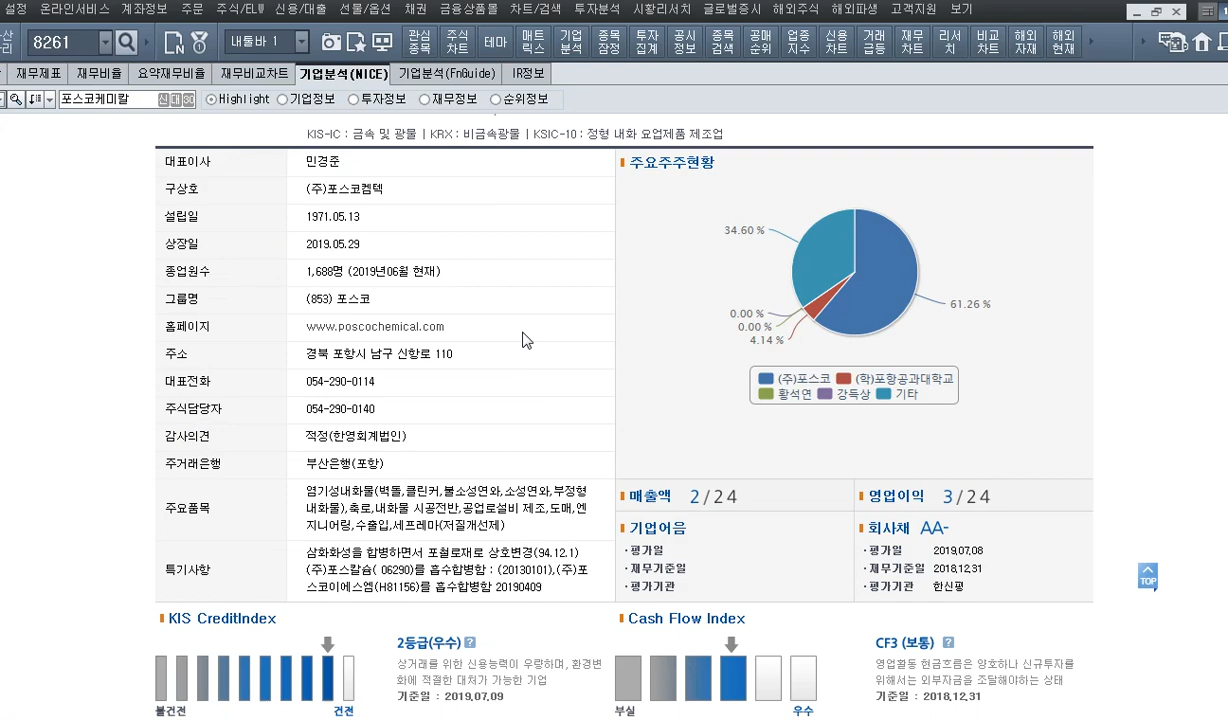 설정 온라인서비스 계좌정보 주문 주식/ELW 신용/대출 선물/옵션 채권 금융상품몰 차트/검색 투자분석 시황리서치 글로벌증시 해외주식 해외파생 고객지원 보기
8261 내툴바 1 관심종목 주식차트 테마 매트릭스 기업분석 종목잠정 투자집계 공시정보 종목검색 공매순위 업종지수 신용차트 거래급등 재무차트 리서치 비교차트 해외자재 해외현재
재무제표 재무비율 요약재무비율 재무비교차트 기업분석(NICE) 기업분석(FnGuide) IR정보
포스코케미칼 신 대 Highlight 기업정보 투자정보 재무정보 순위정보
KIS-IC : 금속 및 광물 | KRX : 비금속광물 | KSIC-10 : 정형 내화 요업제품 제조업
대표이사 민경준
구상호 (주)포스코켐텍
설립일 1971.05.13
상장일 2019.05.29
종업원수 1,688명 (2019년06월 현재)
그룹명 (853) 포스코
홈페이지 www.poscochemical.com
주소 경북 포항시 남구 신항로 110
대표전화 054-290-0114
주식담당자 054-290-0140
감사의견 적정(한영회계법인)
주거래은행 부산은행(포항)
주요품목 염기성내화물(벽돌,클린커,불소성연와,소성연와,부정형
내화물),축로,내화물 시공전반,공업로설비 제조,도매,엔
지니어링,수출입,세프레마(저질개선제)
특기사항 삼화화성을 합병하면서 포철로재로 상호변경(94.12.1)
(주)포스칼슘( 06290)를 흡수합병함 : (20130101),(주)포
스코이에스엠(H81156)를 흡수합병함 20190409
주요주주현황
34.60 %
61.26 %
0.00 %
0.00 %
4.14 %
(주)포스코 (학)포항공과대학교
황석연 강득상 기타
매출액 2/24 영업이익 3/24
기업어음
·평가일
·재무기준일
·평가기관
회사채 AA-
·평가일 2019,07,08
·재무기준일 2018,12,31
·평가기관 한신평
TOP
KIS CreditIndex
불건전 건전
2등급(우수) ?
상거래를 위한 신용능력이 우량하며, 환경변
화에 적절한 대처가 가능한 기업
기준일 : 2019,07,09
Cash Flow Index
부실 우수
CF3 (보통) ?
영업활동 현금흐름은 양호하나 신규투자를
위해서는 외부자금을 조달해야하는 상태
기준일 : 2018,12,31